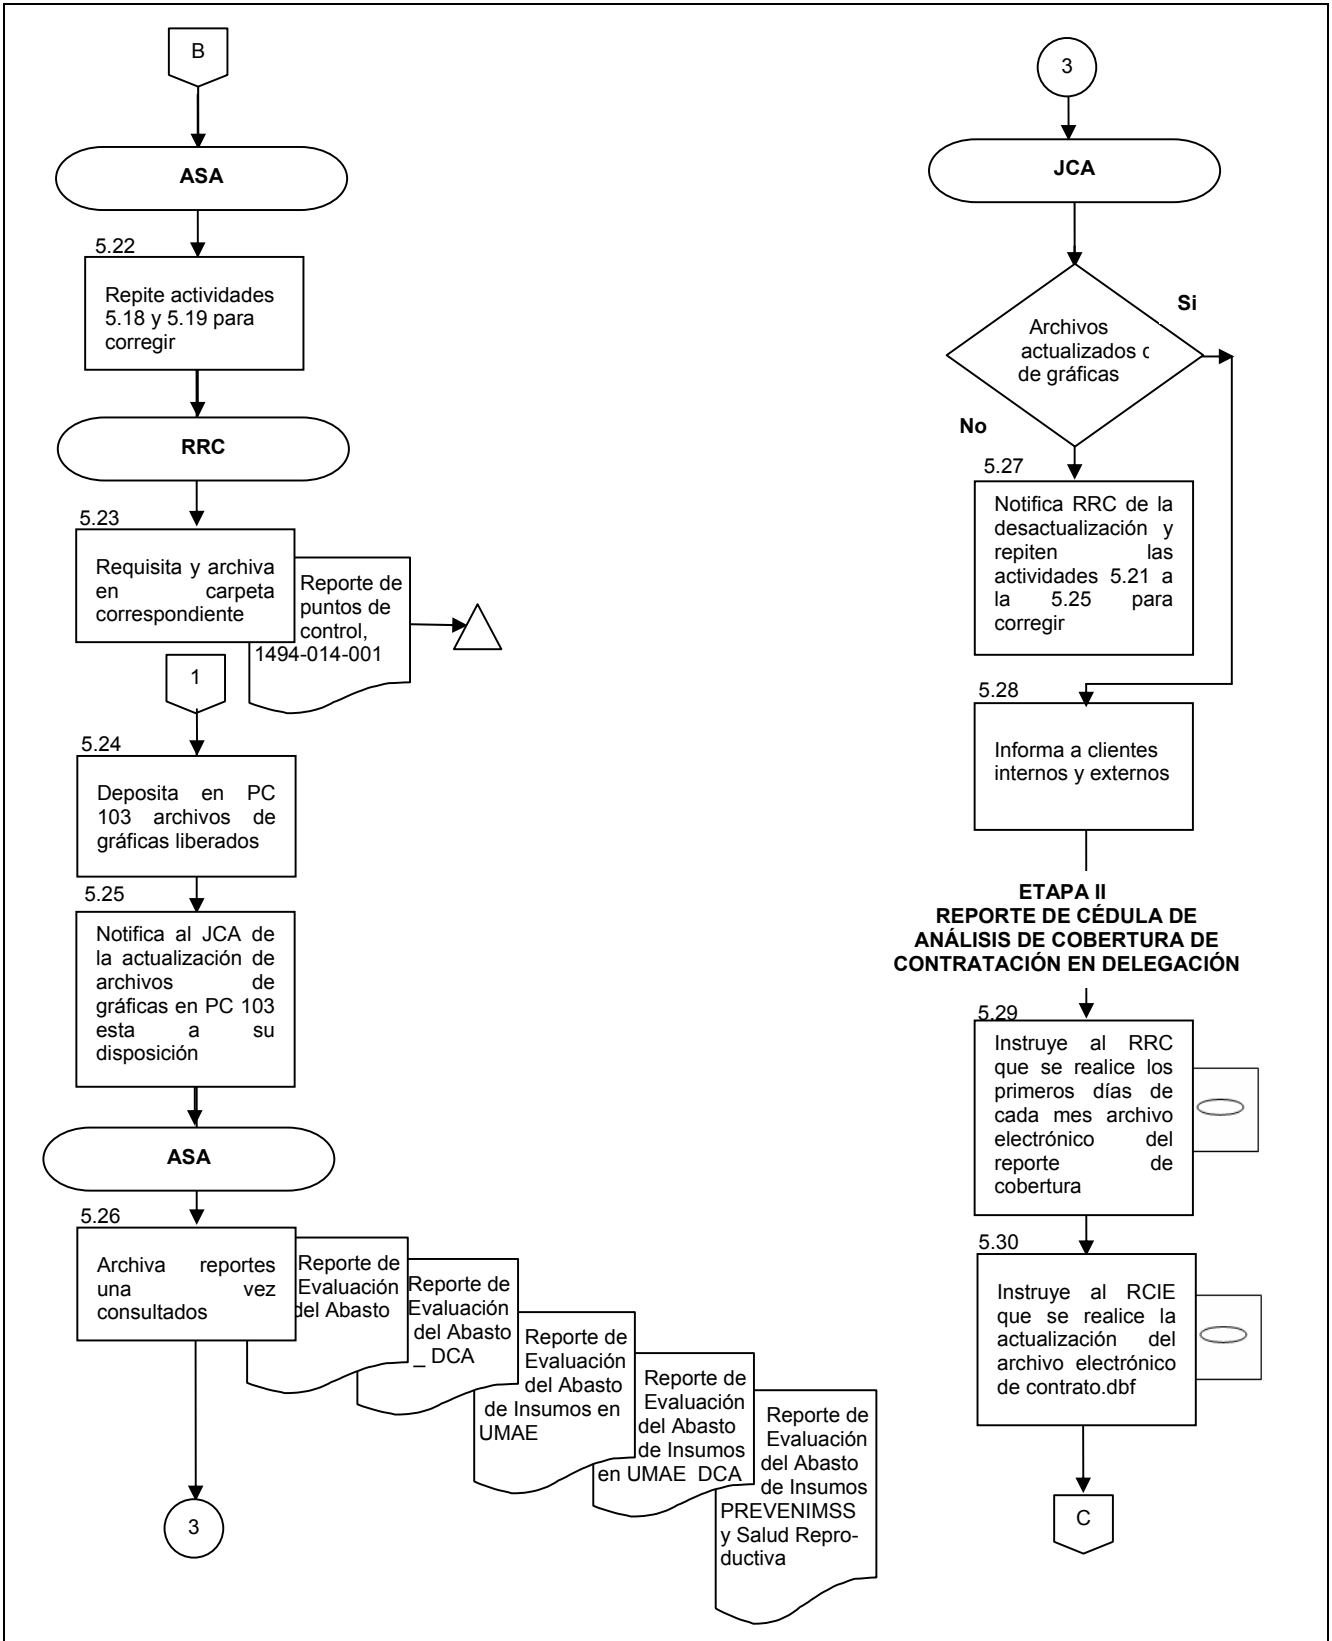 B
ASA
5.22
Repite actividades
5.18 y 5.19 para
corregir
RRC
5.23
Requisita y archiva
en carpeta
correspondiente
Reporte de
puntos de
control,
1494-014-001
1
5.24
Deposita en PC
103 archivos de
gráficas liberados
5.25
Notifica al JCA de
la actualización de
archivos de
gráficas en PC 103
esta a su
disposición
ASA
5.26
Archiva reportes
una vez
consultados
Reporte de
Evaluación
del Abasto
Reporte de
Evaluación
del Abasto
_ DCA
Reporte de
Evaluación
del Abasto
de Insumos en
UMAE
Reporte de
Evaluación
del Abasto
de Insumos
en UMAE_DCA
Reporte de
Evaluación
del Abasto
de Insumos
PREVENIMSS
y Salud Repro-
ductiva
3
3
JCA
Archivos
actualizados
de gráficas
Si
No
5.27
Notifica RRC de la
desactualización y
repiten las
actividades 5.21 a
la 5.25 para
corregir
5.28
Informa a clientes
internos y externos
ETAPA II
REPORTE DE CÉDULA DE
ANÁLISIS DE COBERTURA DE
CONTRATACIÓN EN DELEGACIÓN
5.29
Instruye al RRC
que se realice los
primeros días de
cada mes archivo
electrónico del
reporte de
cobertura
5.30
Instruye al RCIE
que se realice la
actualización del
archivo electrónico
de contrato.dbf
C